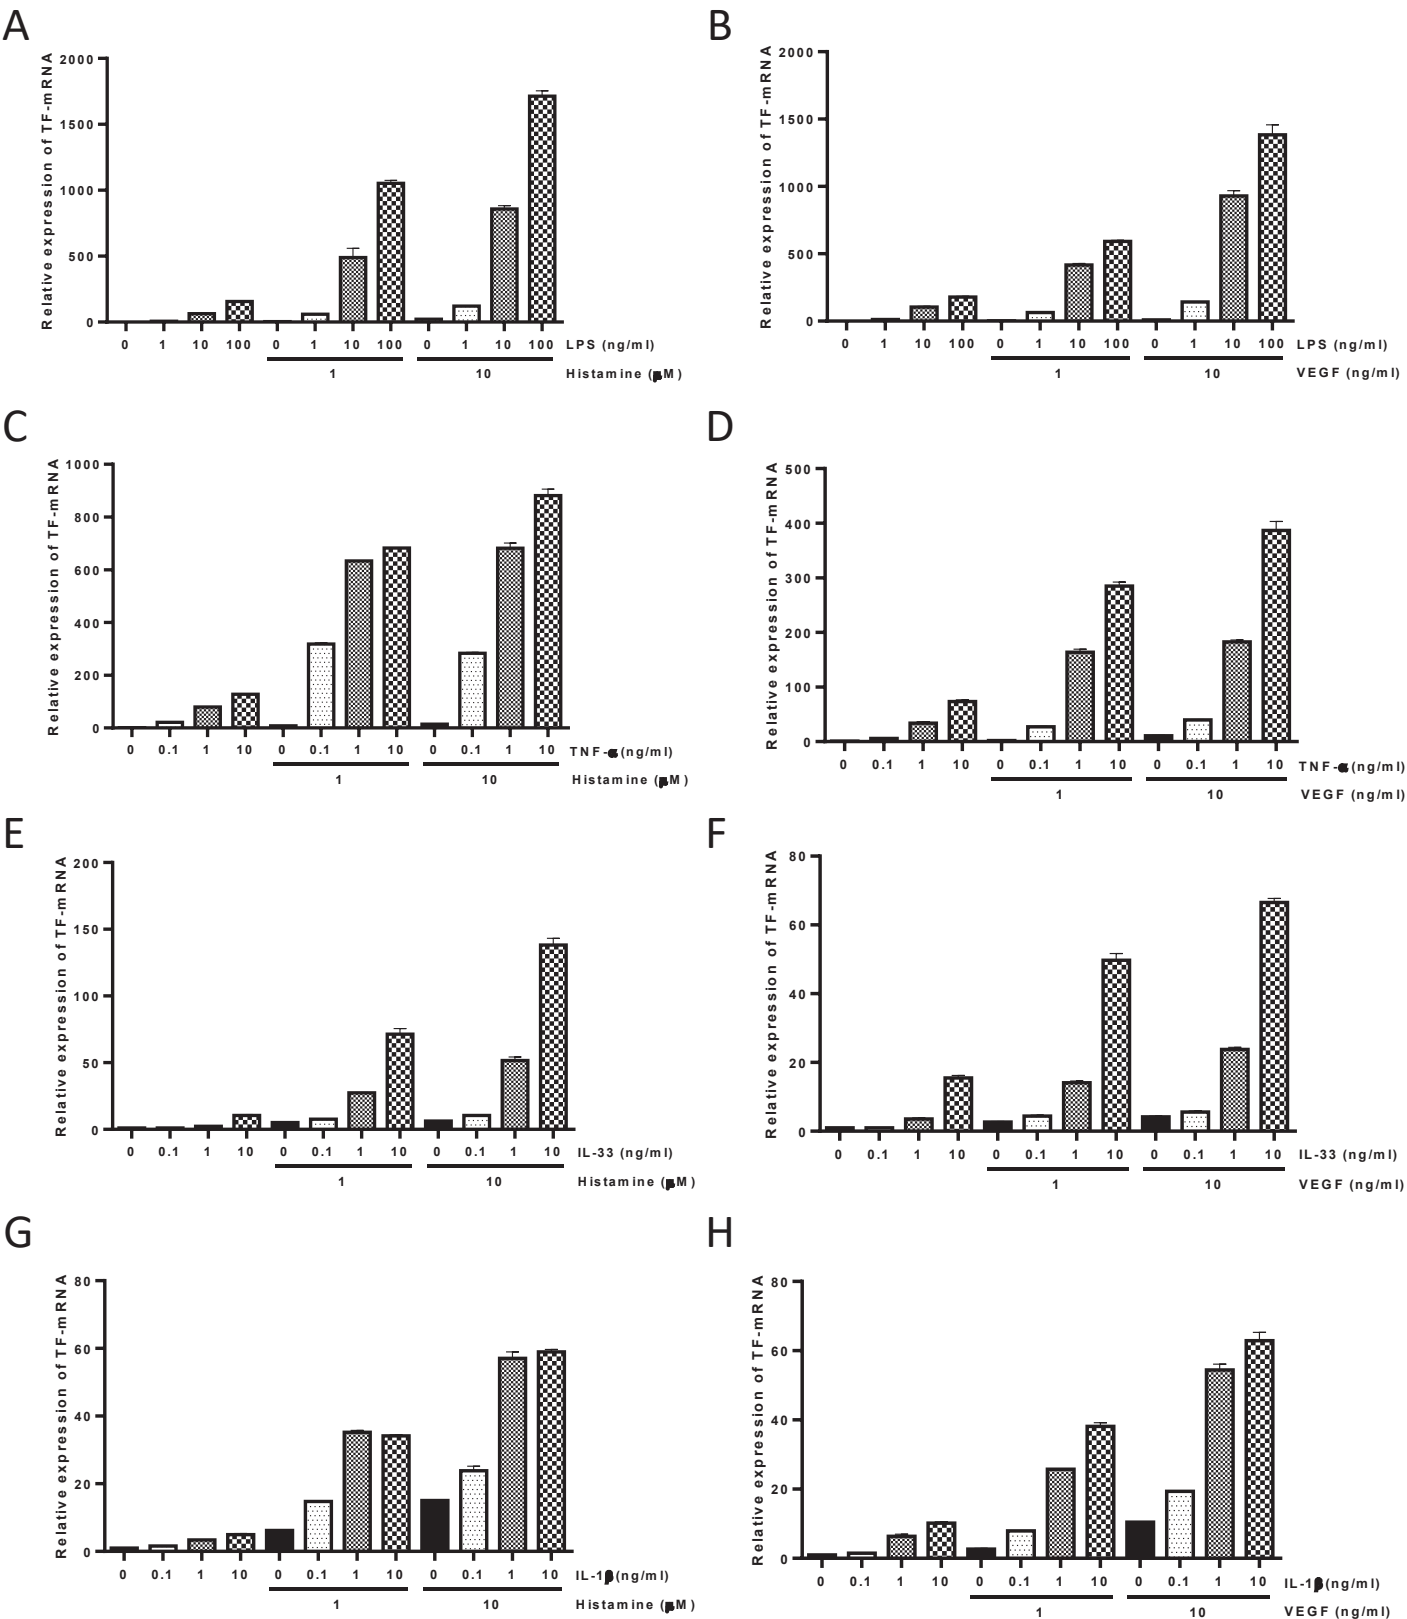 A
Relative expression of TF-mRNA
2000
1500
1000
500
0
0 1 10 100 0 1 10 100 0 1 10 100 LPS (ng/ml)
1 10 Histamine (μM)
B
Relative expression of TF-mRNA
2000
1500
1000
500
0
0 1 10 100 0 1 10 100 0 1 10 100 LPS (ng/ml)
1 10 VEGF (ng/ml)
C
Relative expression of TF-mRNA
1000
800
600
400
200
0
0 0.1 1 10 0 0.1 1 10 0 0.1 1 10 TNF-α (ng/ml)
1 10 Histamine (μM)
D
Relative expression of TF-mRNA
500
400
300
200
100
0
0 0.1 1 10 0 0.1 1 10 0 0.1 1 10 TNF-α (ng/ml)
1 10 VEGF (ng/ml)
E
Relative expression of TF-mRNA
200
150
100
50
0
0 0.1 1 10 0 0.1 1 10 0 0.1 1 10 IL-33 (ng/ml)
1 10 Histamine (μM)
F
Relative expression of TF-mRNA
80
60
40
20
0
0 0.1 1 10 0 0.1 1 10 0 0.1 1 10 IL-33 (ng/ml)
1 10 VEGF (ng/ml)
G
Relative expression of TF-mRNA
80
60
40
20
0
0 0.1 1 10 0 0.1 1 10 0 0.1 1 10 IL-1β (ng/ml)
1 10 Histamine (μM)
H
Relative expression of TF-mRNA
80
60
40
20
0
0 0.1 1 10 0 0.1 1 10 0 0.1 1 10 IL-1β (ng/ml)
1 10 VEGF (ng/ml)